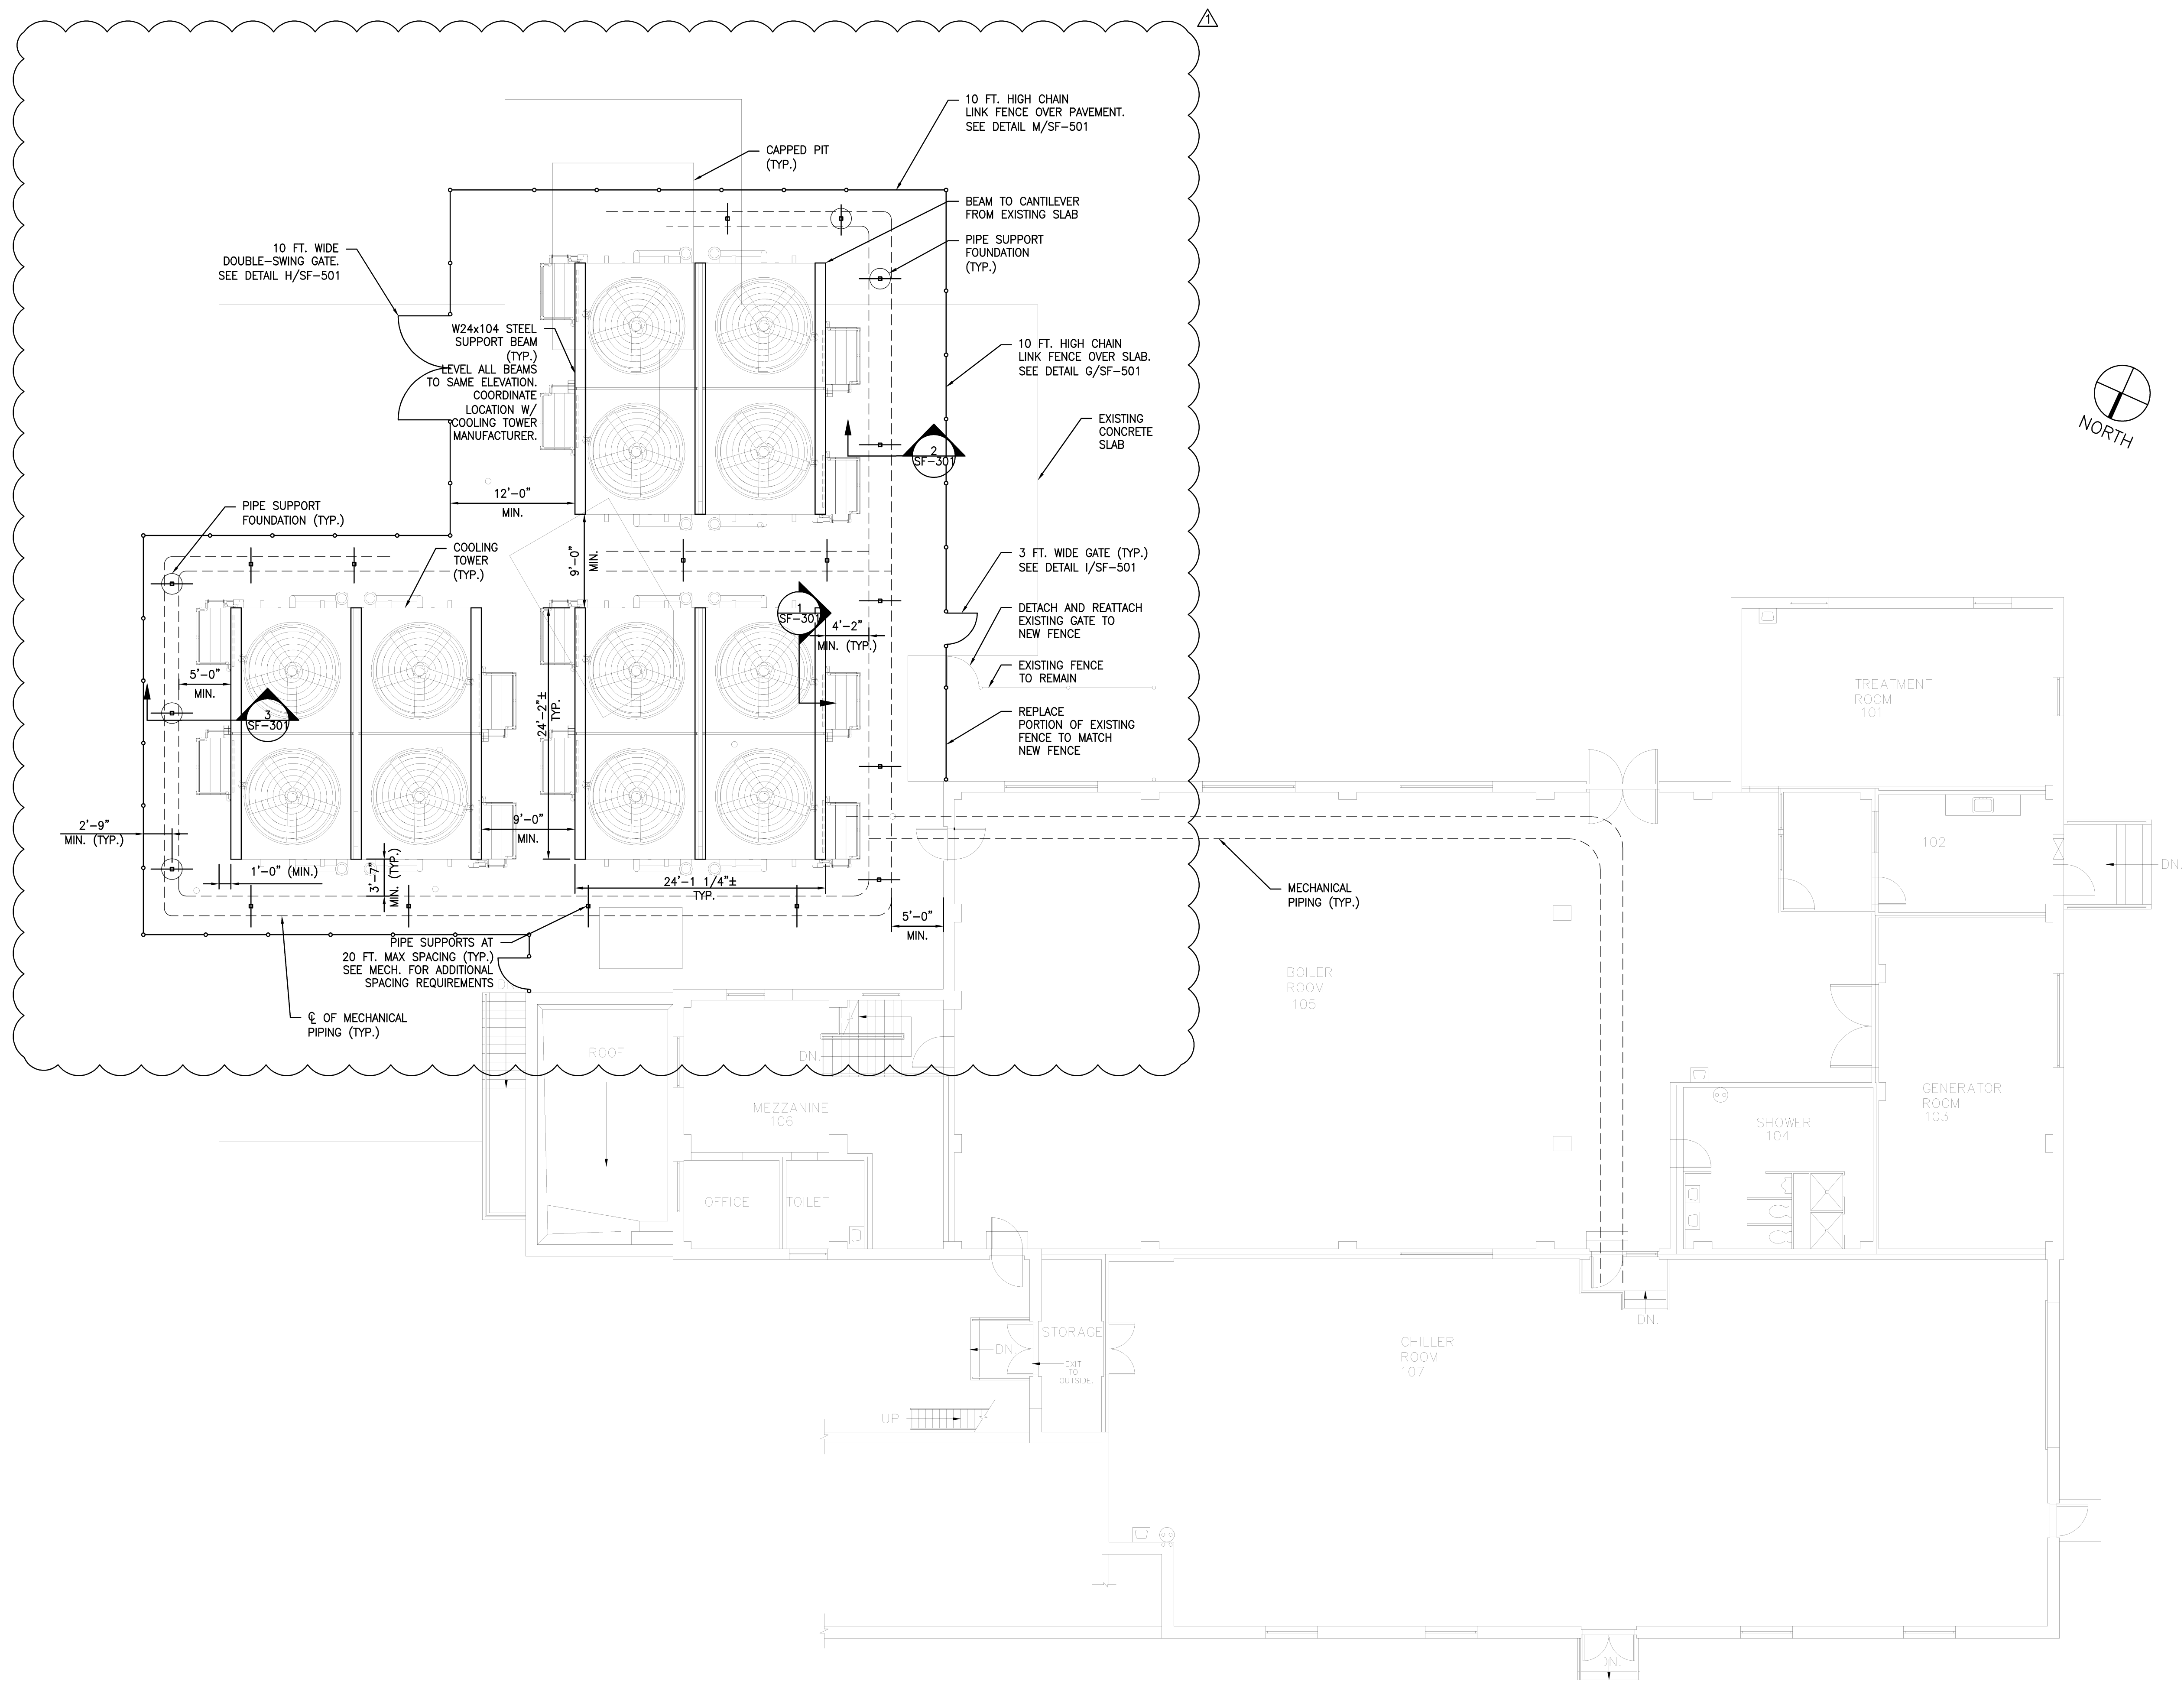 1
10 FT. HIGH CHAIN
LINK FENCE OVER PAVEMENT.
SEE DETAIL M/SF-501
CAPPED PIT
(TYP.)
BEAM TO CANTILEVER
FROM EXISTING SLAB
PIPE SUPPORT
FOUNDATION
(TYP.)
10 FT. WIDE
DOUBLE-SWING GATE.
SEE DETAIL H/SF-501
W24x104 STEEL
SUPPORT BEAM
(TYP.)
LEVEL ALL BEAMS
TO SAME ELEVATION.
COORDINATE
LOCATION W/
COOLING TOWER
MANUFACTURER.
10 FT. HIGH CHAIN
LINK FENCE OVER SLAB.
SEE DETAIL G/SF-501
EXISTING
CONCRETE
SLAB
NORTH
2
SF-301
12'-0"
MIN.
PIPE SUPPORT
FOUNDATION (TYP.)
COOLING
TOWER
(TYP.)
9'-0"
MIN.
3 FT. WIDE GATE (TYP.)
SEE DETAIL I/SF-501
1
SF-301
4'-2"
MIN. (TYP.)
DETACH AND REATTACH
EXISTING GATE TO
NEW FENCE
EXISTING FENCE
TO REMAIN
REPLACE
PORTION OF EXISTING
FENCE TO MATCH
NEW FENCE
5'-0"
MIN.
3
SF-301
24'-2"±
TYP.
2'-9"
MIN. (TYP.)
9'-0"
MIN.
1'-0" (MIN.)
3'-7"
MIN. (TYP.)
24'-1 1/4"±
TYP.
5'-0"
MIN.
MECHANICAL
PIPING (TYP.)
PIPE SUPPORTS AT
20 FT. MAX SPACING (TYP.)
SEE MECH. FOR ADDITIONAL
SPACING REQUIREMENTS
DN.
℄ OF MECHANICAL
PIPING (TYP.)
TREATMENT
ROOM
101
102
DN.
BOILER
ROOM
105
ROOF
DN.
MEZZANINE
106
GENERATOR
ROOM
103
SHOWER
104
OFFICE
TOILET
STORAGE
DN.
EXIT
TO
OUTSIDE.
DN.
CHILLER
ROOM
107
UP
DN.